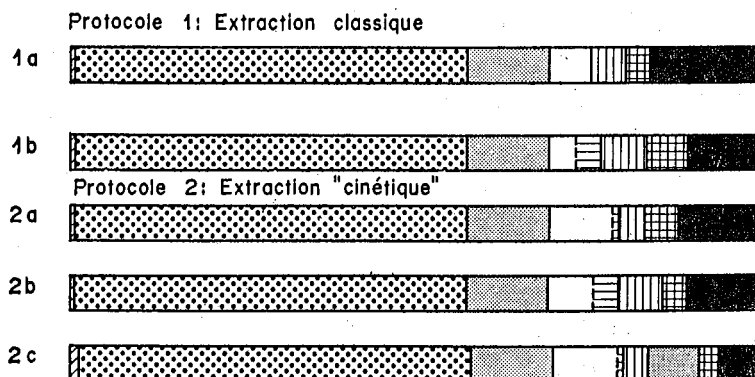 Protocole 1: Extraction classique
1a
1b
Protocole 2: Extraction "cinétique"
2a
2b
2c